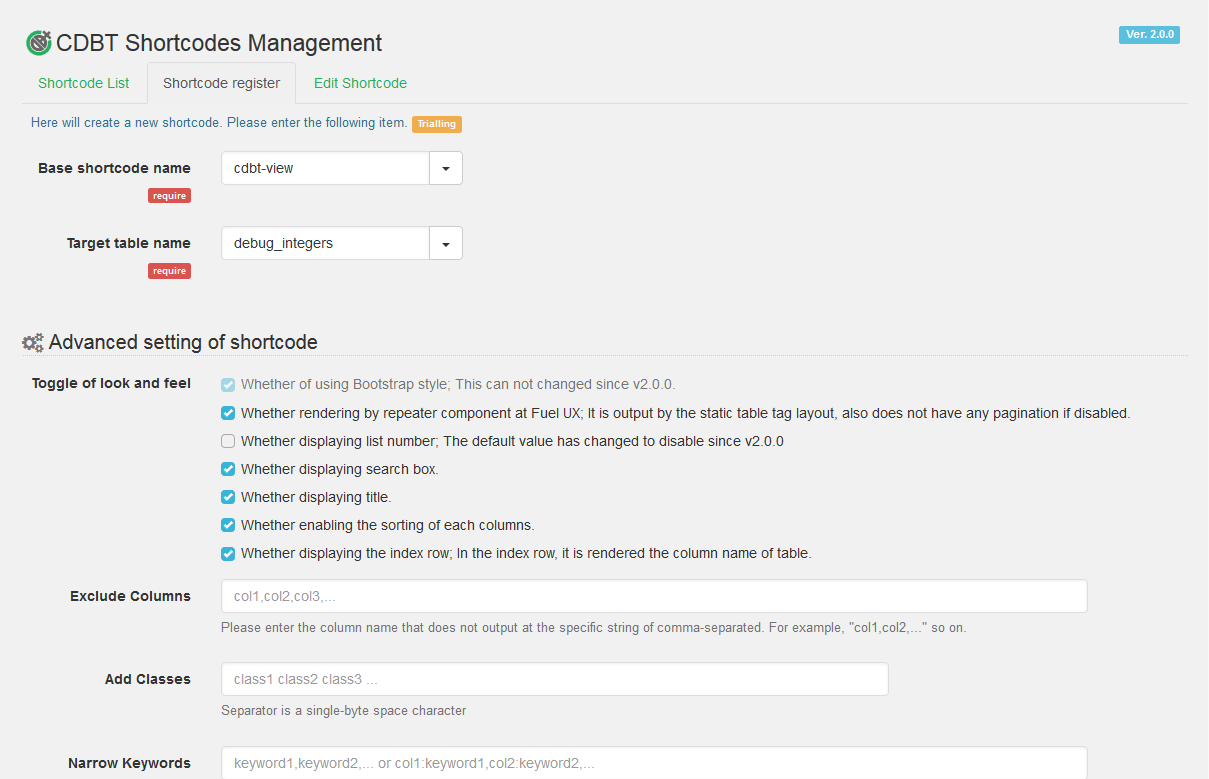 CDBT Shortcodes Management
Ver. 2.0.0
Shortcode List Shortcode register Edit Shortcode
Here will create a new shortcode. Please enter the following item. Trialling
Base shortcode name cdbt-view
require
Target table name debug_integers
require
Advanced setting of shortcode
Toggle of look and feel Whether of using Bootstrap style; This can not changed since v2.0.0.
Whether rendering by repeater component at Fuel UX; It is output by the static table tag layout, also does not have any pagination if disabled.
Whether displaying list number; The default value has changed to disable since v2.0.0
Whether displaying search box.
Whether displaying title.
Whether enabling the sorting of each columns.
Whether displaying the index row; In the index row, it is rendered the column name of table.
Exclude Columns col1,col2,col3,...
Please enter the column name that does not output at the specific string of comma-separated. For example, "col1,col2,..." so on.
Add Classes class1 class2 class3 ...
Separator is a single-byte space character
Narrow Keywords keyword1,keyword2,... or col1:keyword1,col2:keyword2,...